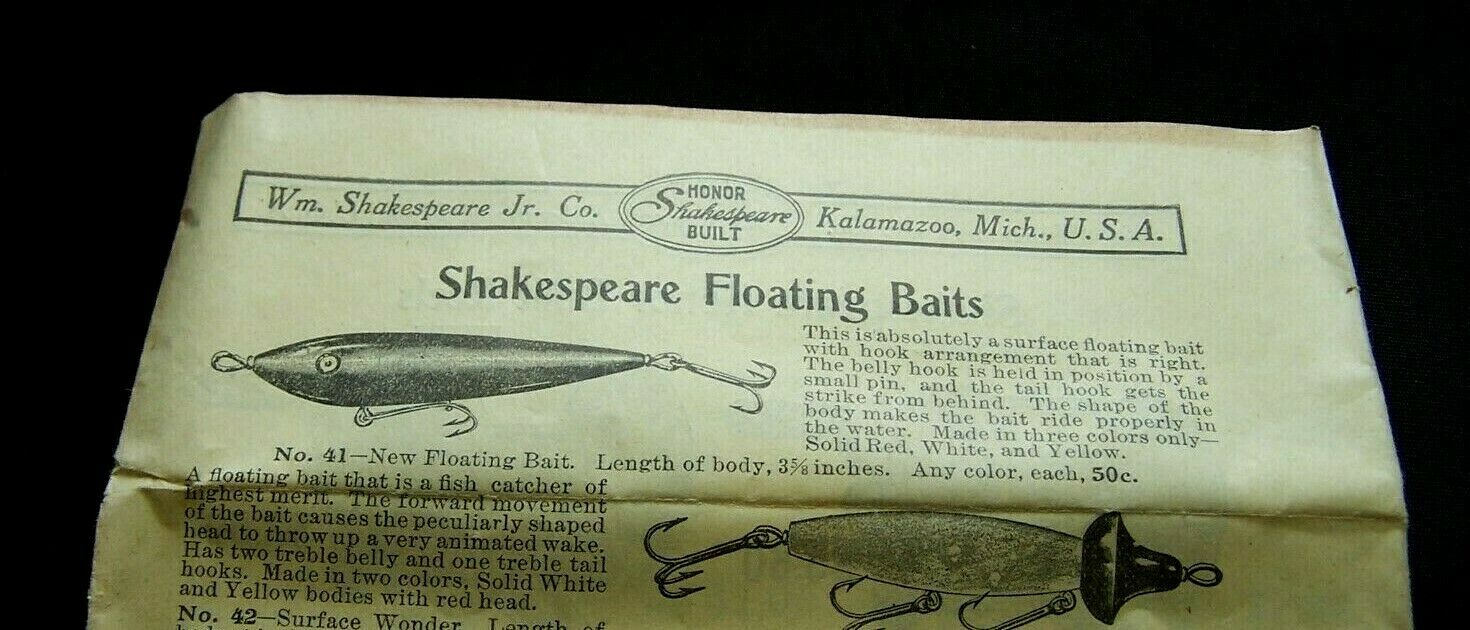 Wm. Shakespeare Jr. Co. HONOR Shakespeare BUILT Kalamazoo, Mich., U. S. A.
Shakespeare Floating Baits
This is absolutely a surface floating bait
with hook arrangement that is right.
The belly hook is held in position by a
small pin, and the tail hook gets the
strike from behind. The shape of the
body makes the bait ride properly in
the water. Made in three colors only—
Solid Red, White, and Yellow.
No. 41—New Floating Bait. Length of body, 3⅝ inches. Any color, each, 50c.
A floating bait that is a fish catcher of
highest merit. The forward movement
of the bait causes the peculiarly shaped
head to throw up a very animated wake.
Has two treble belly and one treble tail
hooks. Made in two colors, Solid White
and Yellow bodies with red head.
No. 42—Surface Wonder. Length of